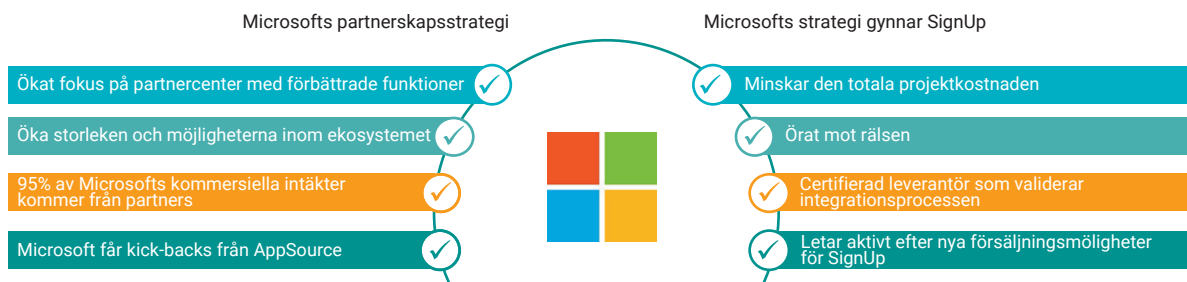 Microsofts partnerskapsstrategi
Ökat fokus på partnercenter med förbättrade funktioner
Öka storleken och möjligheterna inom ekosystemet
95% av Microsofts kommersiella intäkter
kommer från partners
Microsoft får kick-backs från AppSource
Microsofts strategi gynnar SignUp
Minskar den totala projektkostnaden
Örat mot rälsen
Certifierad leverantör som validerar
integrationsprocessen
Letar aktivt efter nya försäljningsmöligheter
för SignUp